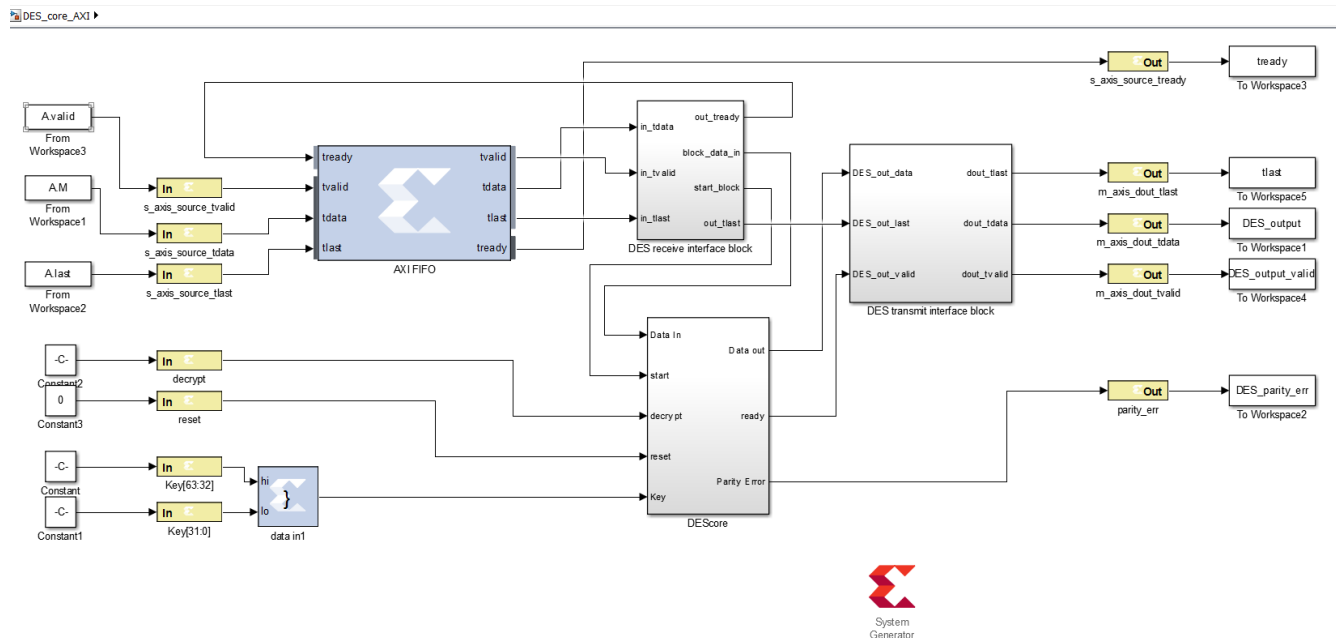 DES_core_AXI
Out
s_axis_source_tready
tready
To Workspace3
A.valid
From
Workspace3
In
s_axis_source_tvalid
A.M
From
Workspace1
In
s_axis_source_tdata
A.last
From
Workspace2
In
s_axis_source_tlast
tready
tvalid
tdata
tlast
tvalid
tdata
tlast
tready
AXI FIFO
in_tdata
in_tvalid
in_tlast
out_tready
block_data_in
start_block
out_tlast
DES receive interface block
DES_out_data
DES_out_last
DES_out_valid
dout_tlast
dout_tdata
dout_tvalid
DES transmit interface block
Out
m_axis_dout_tlast
tlast
To Workspace5
Out
m_axis_dout_tdata
DES_output
To Workspace1
Out
m_axis_dout_tvalid
DES_output_valid
To Workspace4
-C-
Constant2
In
decrypt
0
Constant3
In
reset
-C-
Constant
In
Key[63:32]
-C-
Constant1
In
Key[31:0]
hi
lo
}
data in1
Data In
start
decrypt
reset
Key
Data out
ready
Parity Error
DEScore
Out
parity_err
DES_parity_err
To Workspace2
System
Generator